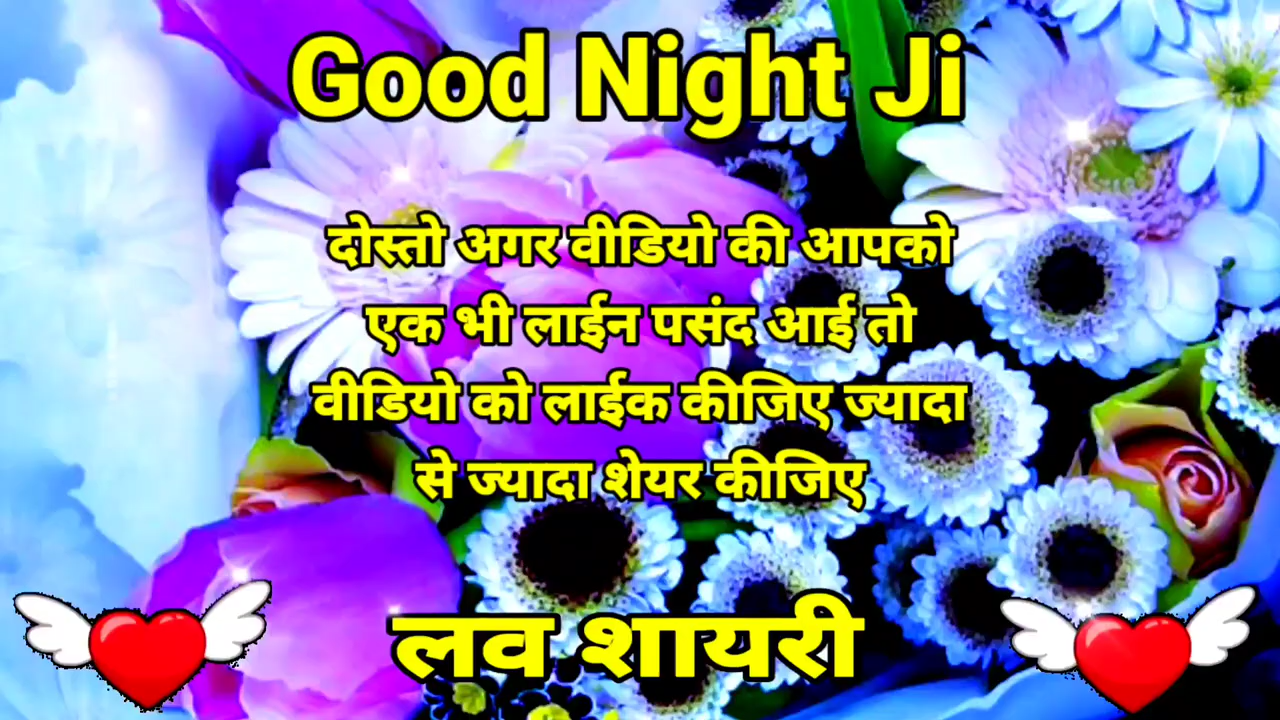 Good Night Ji
दोस्तो अगर वीडियो की आपको
एक भी लाईन पसंद आई तो
वीडियो को लाईक कीजिए ज्यादा
से ज्यादा शेयर कीजिए
लव शायरी